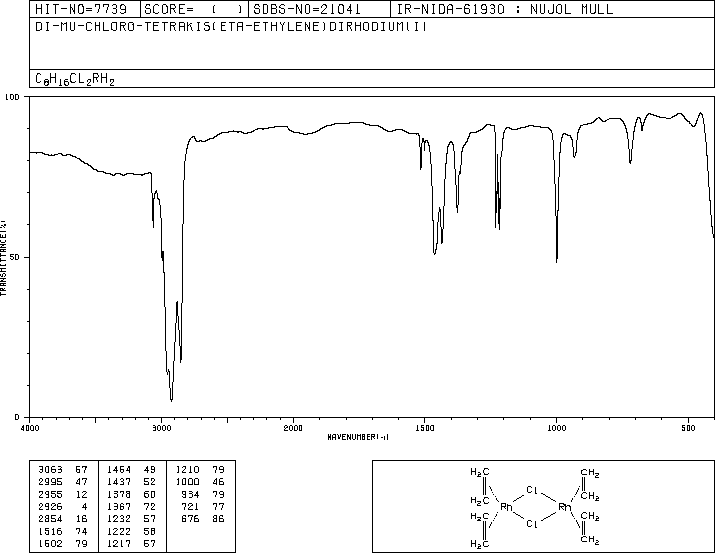 HIT-NO=7739 SCORE= ( ) SDBS-NO=21041 IR-NIDA-61930 : NUJOL MULL
DI-MU-CHLORO-TETRAKIS(ETA-ETHYLENE)DIRHODIUM(I)
C8H16CL2RH2
100
50
0
TRANSMITTANCE(%)
4000 3000 2000 1500 1000 500
WAVENUMBER(-1)
3063 57 1464 49 1210 79
2995 47 1437 52 1000 46
2955 12 1378 60 934 79
2926 4 1367 72 721 77
2854 16 1232 57 676 86
1516 74 1222 58
1502 79 1217 57
H2C CH2
H2C Cl CH2
Rh Rh
H2C Cl CH2
H2C CH2